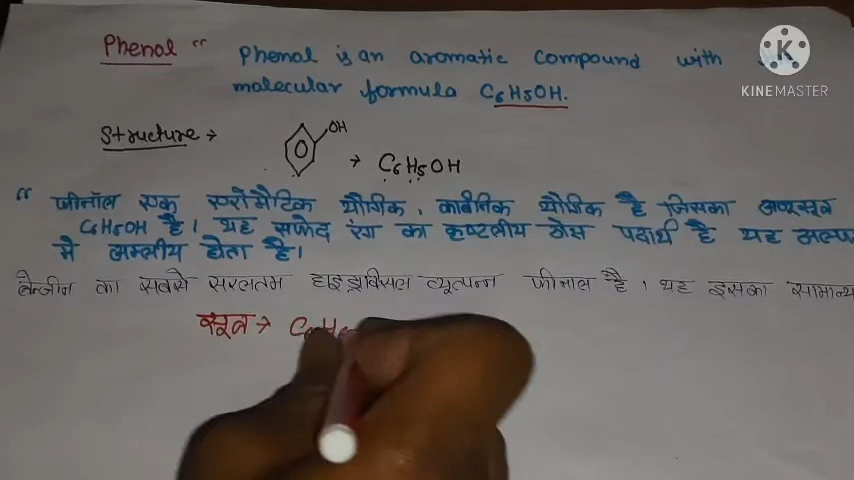 Phenol " Phenol is an aromatic compound with
molecular formula C6H5OH.
KINEMASTER
Structure → OH
→ C6H5OH
" फीनॉल एक एरोमैटिक यौगिक, कार्बनिक यौगिक है जिसका अणुसूत्र
C6H5OH है। यह सफेद रंग का कृष्टलीय ठोस पदार्थ है यह अल्प
मे अम्लीय होता है।
बेन्जीन का सबसे सरलतम हाइड्रॉक्सिल व्यूत्पन्न फीनाल है, यह इसका सामान्य
सूत्र →